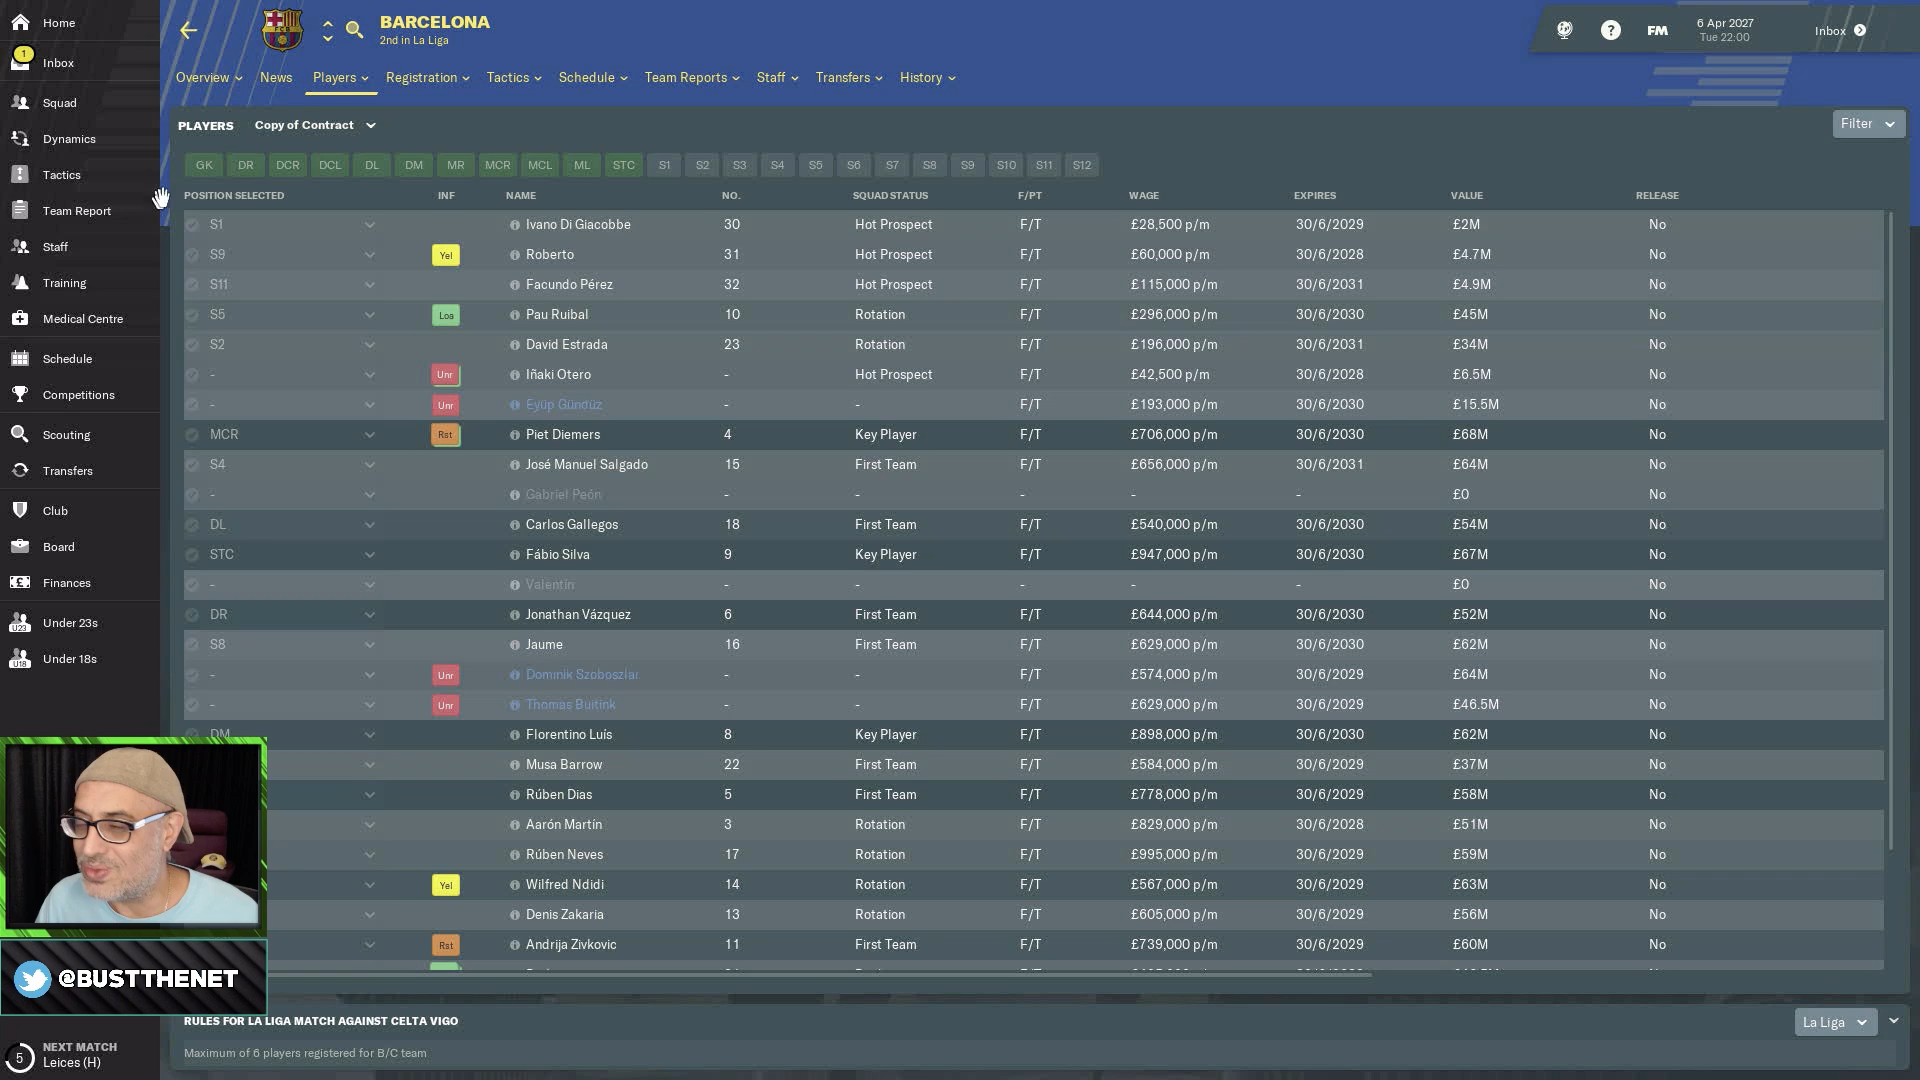 Home
1
Inbox
Squad
Dynamics
Tactics
Team Report
Staff
Training
Medical Centre
Schedule
Competitions
Scouting
Transfers
Club
Board
Finances
U23 Under 23s
U18 Under 18s
BARCELONA
2nd in La Liga
FM 6 Apr 2027
Tue 22:00
Inbox
Overview News Players Registration Tactics Schedule Team Reports Staff Transfers History
PLAYERS Copy of Contract Filter
GK DR DCR DCL DL DM MR MCR MCL ML STC S1 S2 S3 S4 S5 S6 S7 S8 S9 S10 S11 S12
POSITION SELECTED INF NAME NO. SQUAD STATUS F/PT WAGE EXPIRES VALUE RELEASE
S1 Ivano Di Giacobbe 30 Hot Prospect F/T £28,500 p/m 30/6/2029 £2M No
S9 Yel Roberto 31 Hot Prospect F/T £60,000 p/m 30/6/2028 £4.7M No
S11 Facundo Pérez 32 Hot Prospect F/T £115,000 p/m 30/6/2031 £4.9M No
S5 Loa Pau Ruibal 10 Rotation F/T £296,000 p/m 30/6/2030 £45M No
S2 David Estrada 23 Rotation F/T £196,000 p/m 30/6/2031 £34M No
- Unr Iñaki Otero - Hot Prospect F/T £42,500 p/m 30/6/2028 £6.5M No
- Unr Eyüp Gündüz - - F/T £193,000 p/m 30/6/2030 £15.5M No
MCR Rst Piet Diemers 4 Key Player F/T £706,000 p/m 30/6/2030 £68M No
S4 José Manuel Salgado 15 First Team F/T £656,000 p/m 30/6/2031 £64M No
- Gabriel Peón - - - - - £0 No
DL Carlos Gallegos 18 First Team F/T £540,000 p/m 30/6/2030 £54M No
STC Fábio Silva 9 Key Player F/T £947,000 p/m 30/6/2030 £67M No
- Valentín - - - - - £0 No
DR Jonathan Vázquez 6 First Team F/T £644,000 p/m 30/6/2030 £52M No
S8 Jaume 16 First Team F/T £629,000 p/m 30/6/2030 £62M No
- Unr Dominik Szoboszlai - - F/T £574,000 p/m 30/6/2029 £64M No
- Unr Thomas Buitink - - F/T £629,000 p/m 30/6/2029 £46.5M No
DM Florentino Luís 8 Key Player F/T £898,000 p/m 30/6/2029 £62M No
Musa Barrow 22 First Team F/T £584,000 p/m 30/6/2029 £37M No
Rúben Dias 5 First Team F/T £778,000 p/m 30/6/2029 £58M No
Aarón Martín 3 Rotation F/T £829,000 p/m 30/6/2028 £51M No
Rúben Neves 17 Rotation F/T £995,000 p/m 30/6/2029 £59M No
Yel Wilfred Ndidi 14 Rotation F/T £567,000 p/m 30/6/2029 £63M No
Denis Zakaria 13 Rotation F/T £605,000 p/m 30/6/2029 £56M No
Rst Andrija Zivkovic 11 First Team F/T £739,000 p/m 30/6/2029 £60M No
@BUSTTHENET
RULES FOR LA LIGA MATCH AGAINST CELTA VIGO La Liga
Maximum of 6 players registered for B/C team
5 NEXT MATCH
Leices (H)